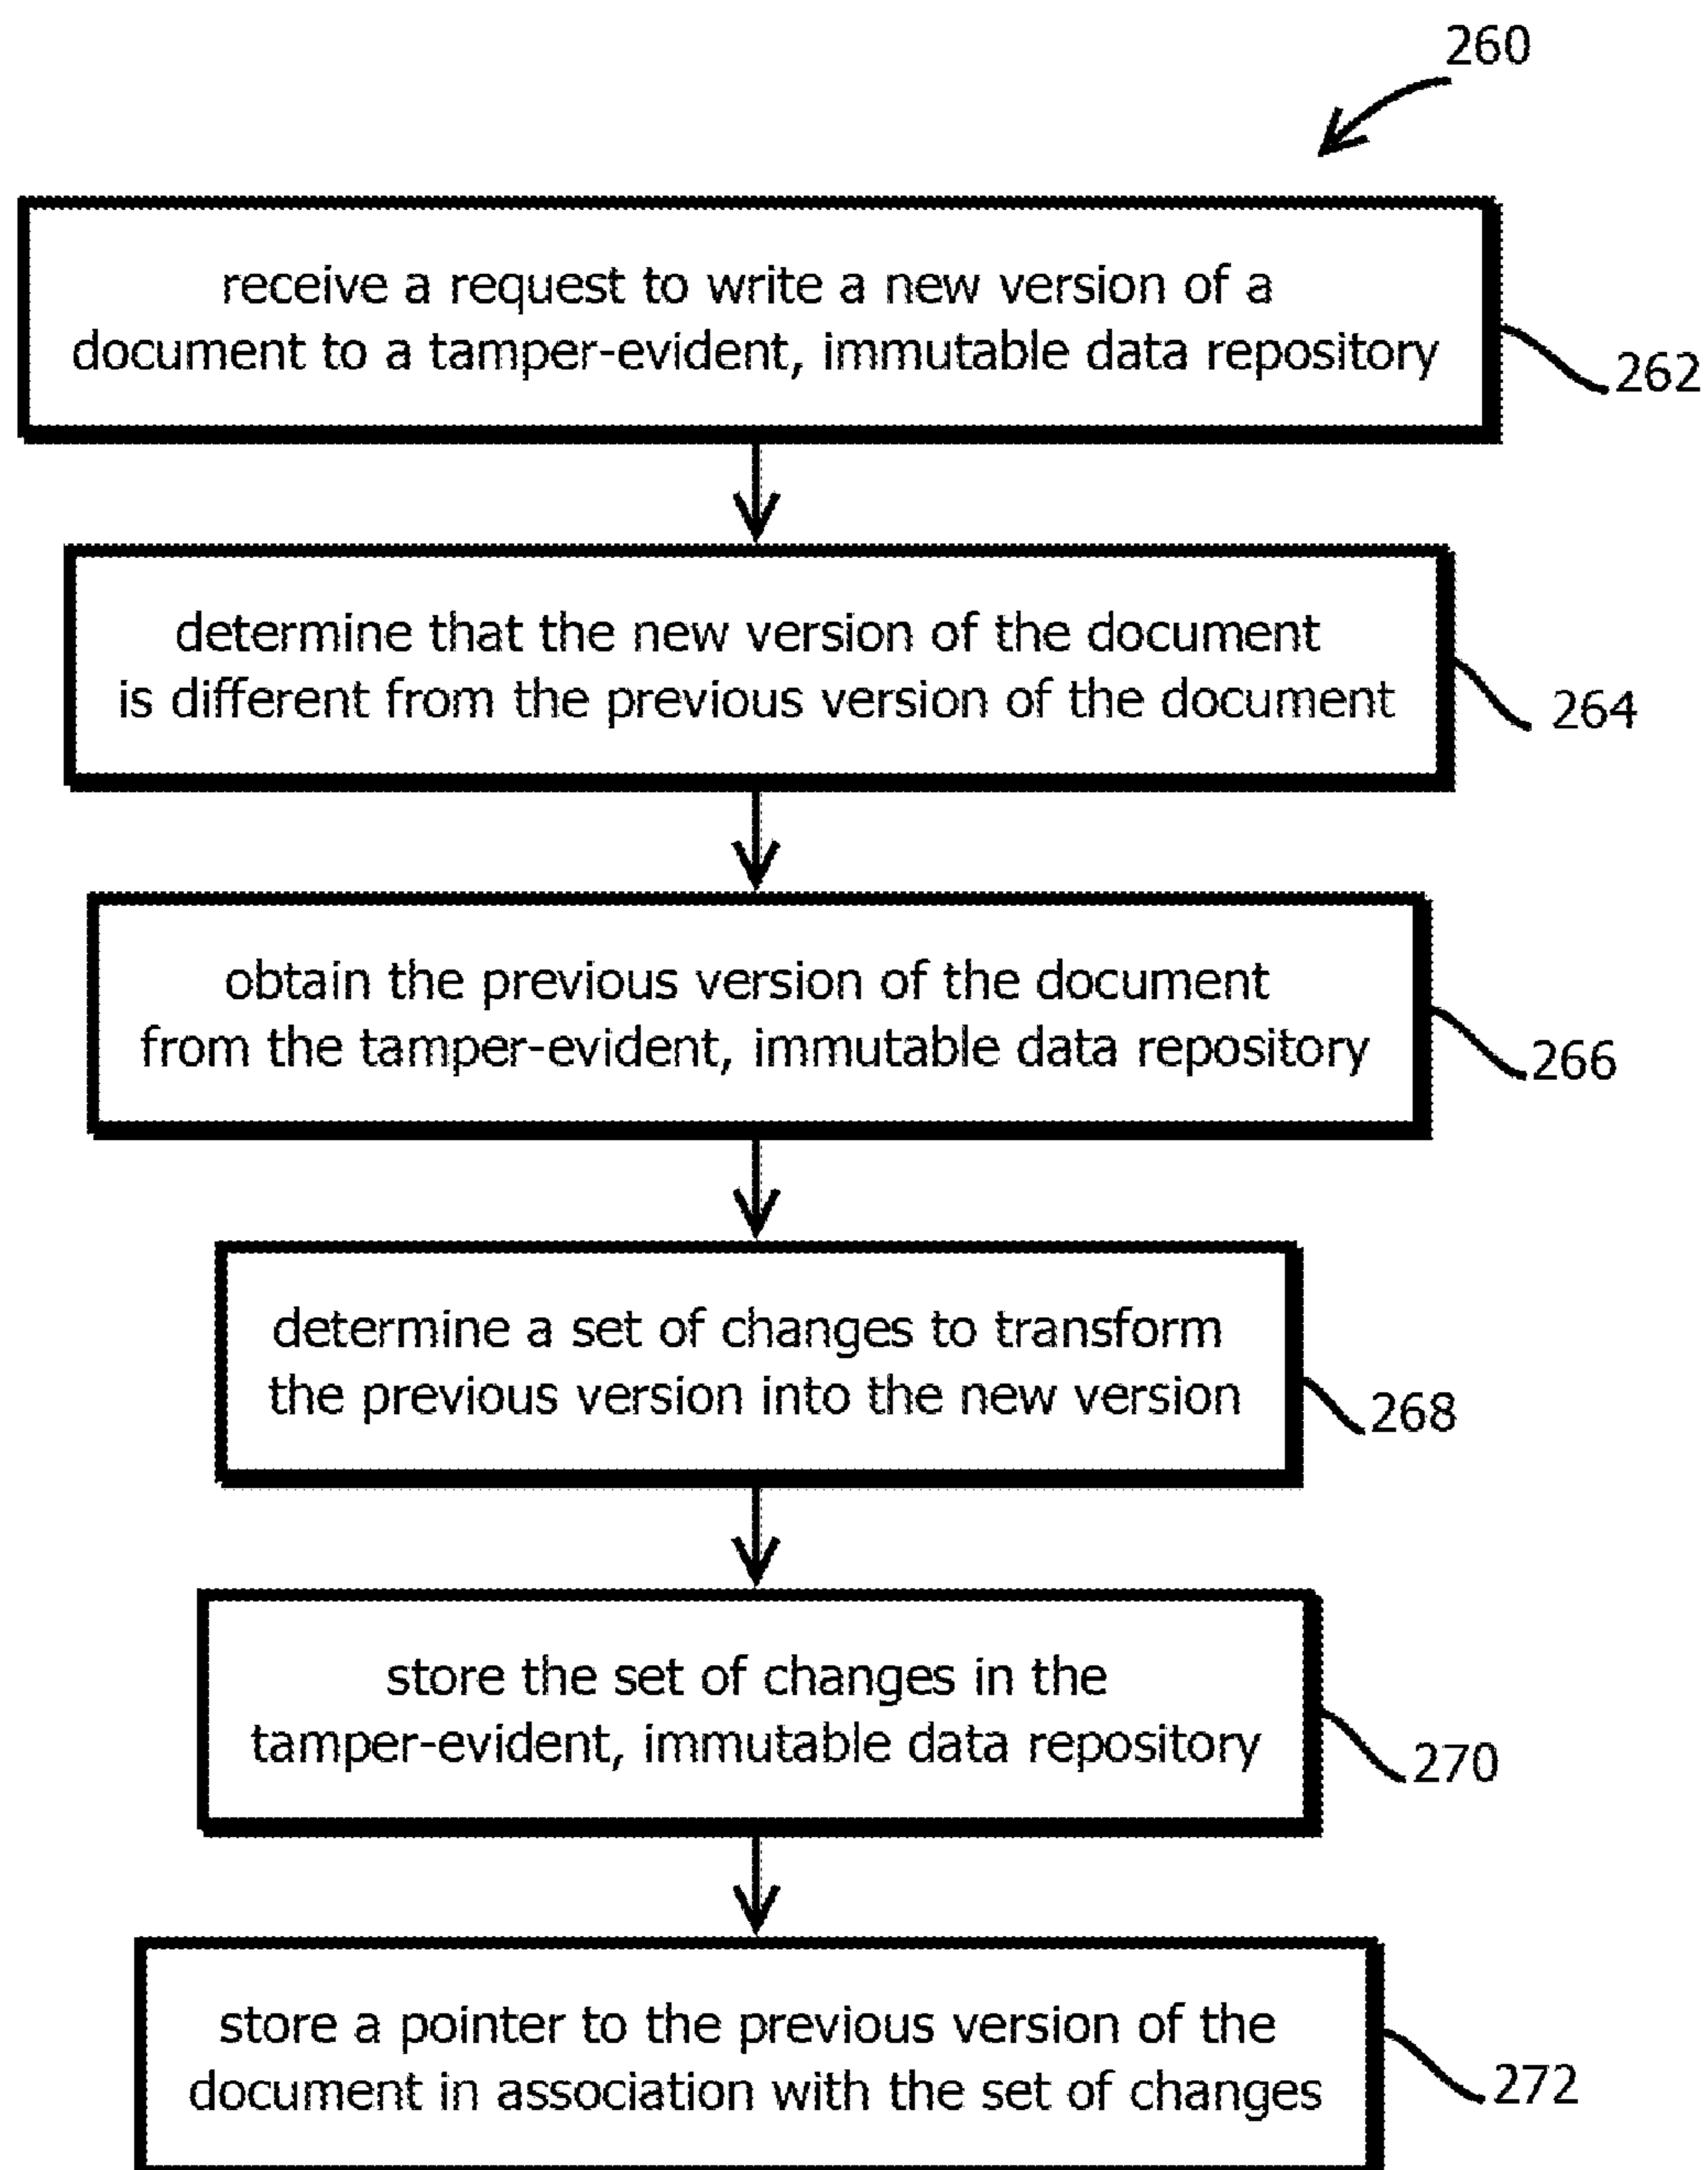 260
receive a request to write a new version of a
document to a tamper-evident, immutable data repository
262
determine that the new version of the document
is different from the previous version of the document
264
obtain the previous version of the document
from the tamper-evident, immutable data repository
266
determine a set of changes to transform
the previous version into the new version
268
store the set of changes in the
tamper-evident, immutable data repository
270
store a pointer to the previous version of the
document in association with the set of changes
272